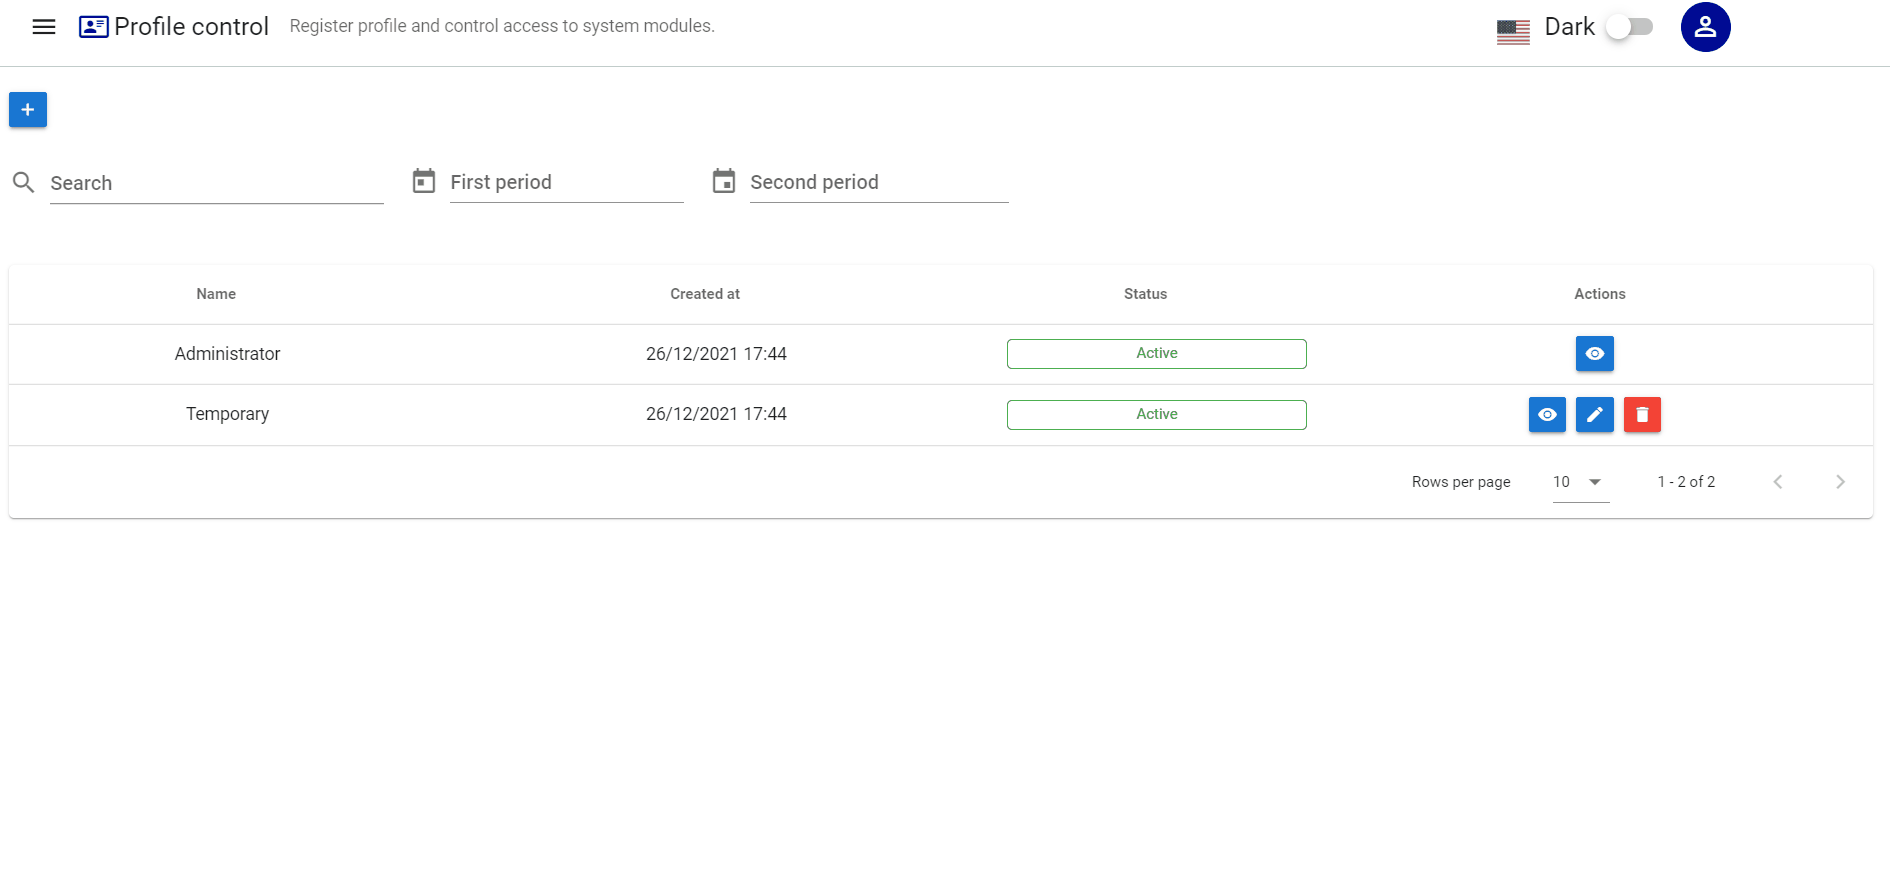 Profile control Register profile and control access to system modules. Dark
+
Search First period Second period
Name Created at Status Actions
Administrator 26/12/2021 17:44 Active
Temporary 26/12/2021 17:44 Active
Rows per page 10 1 - 2 of 2